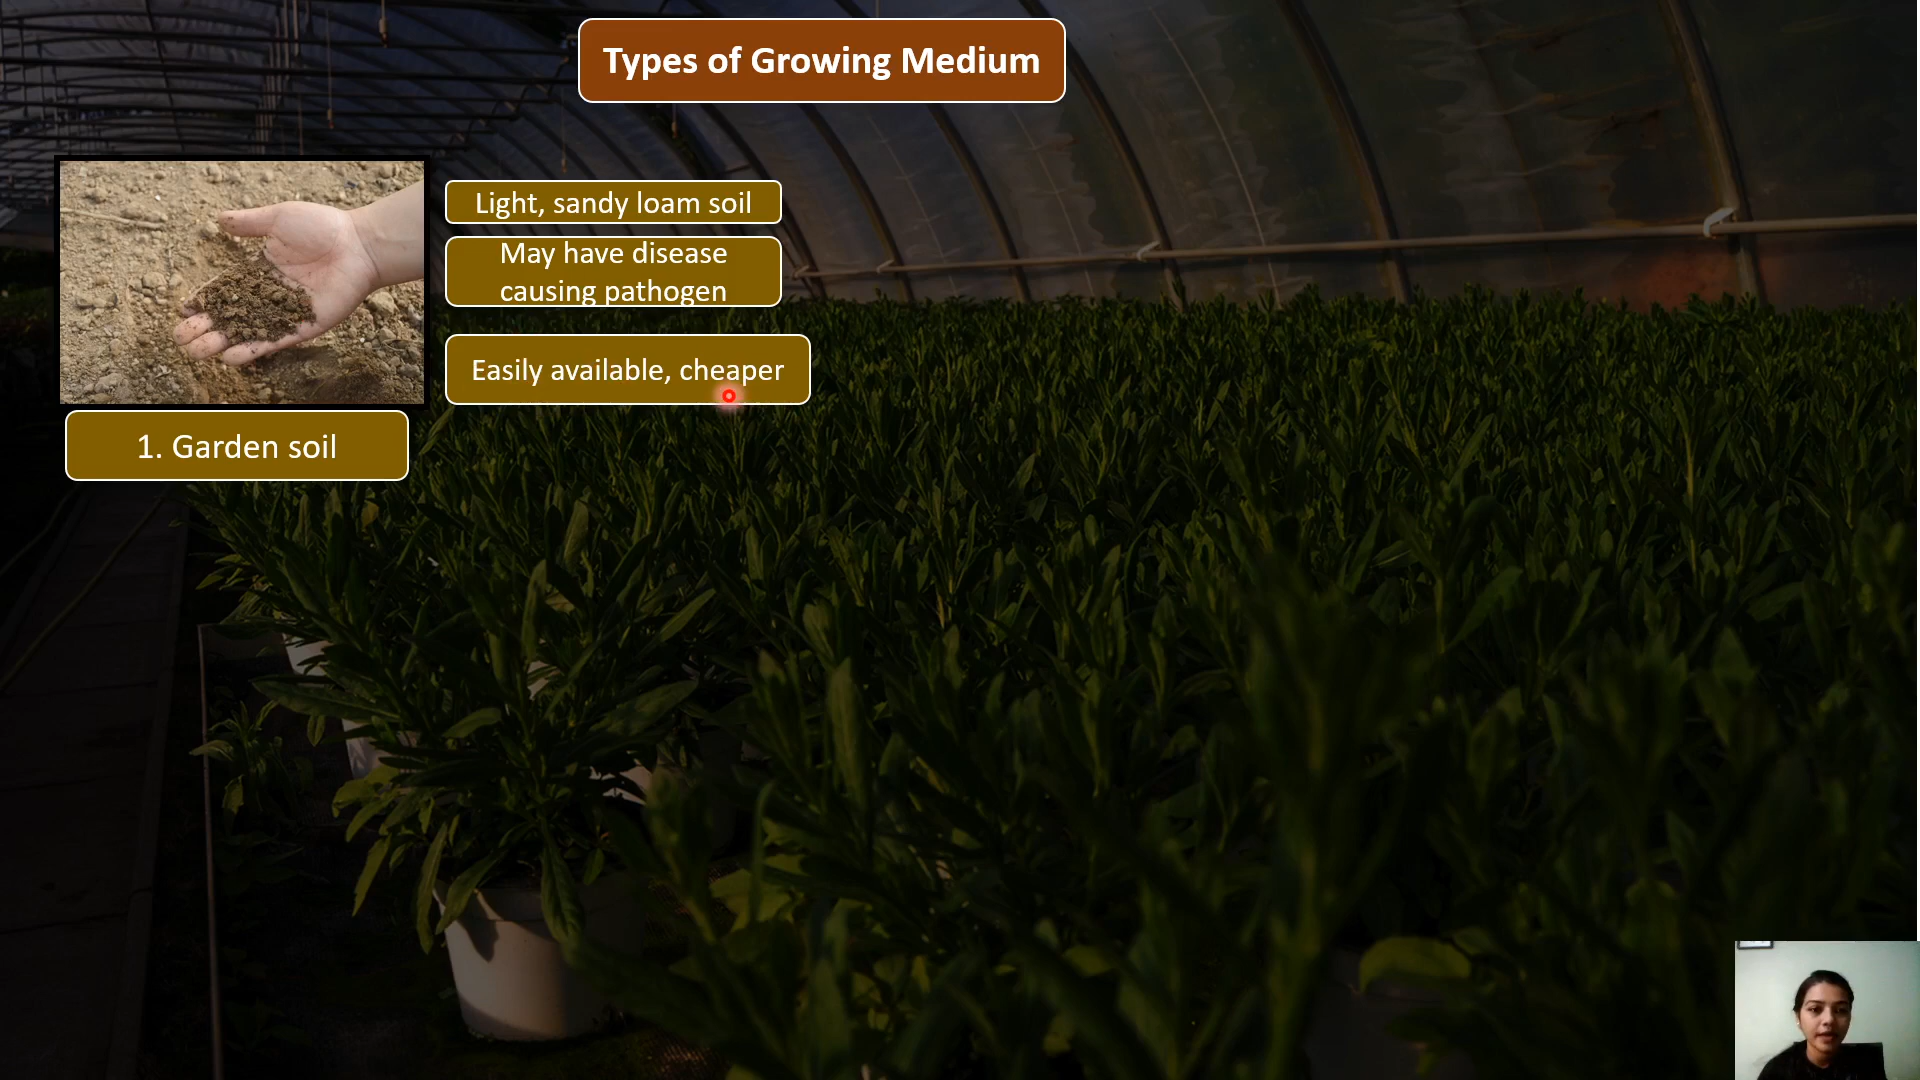 Types of Growing Medium
Light, sandy loam soil
May have disease
causing pathogen
Easily available, cheaper
1. Garden soil